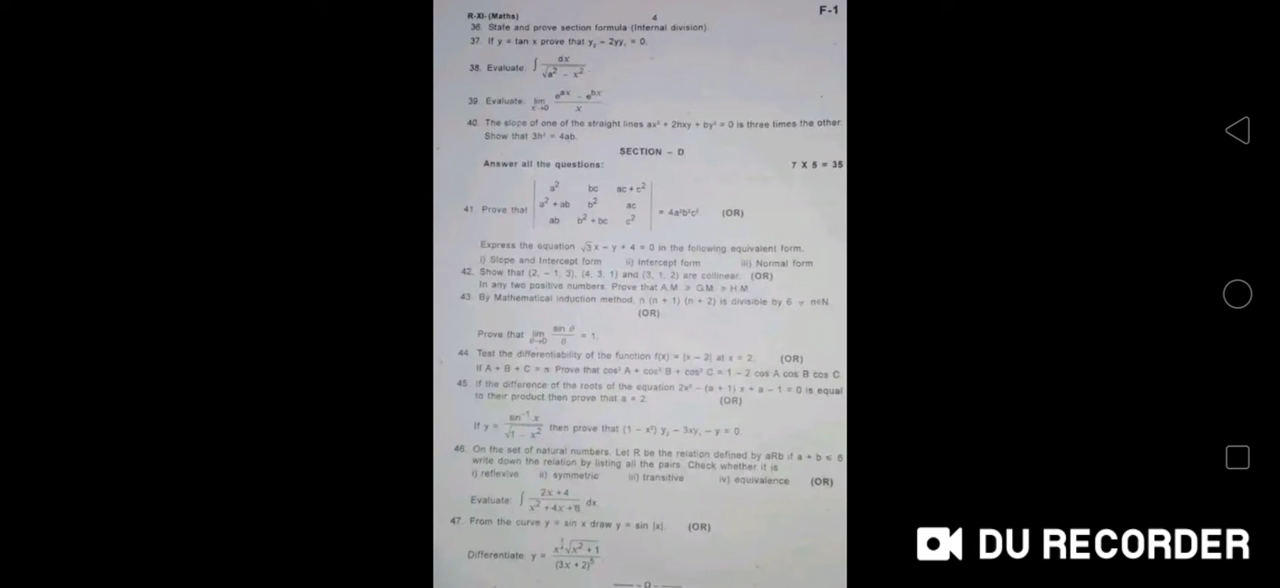 R-XI-(Maths) 4 F-1
36. State and prove section formula (Internal division).
37. If y = tan x prove that y₂ – 2yy₁ = 0.
38. Evaluate ∫ dx / √a² – x²
39. Evaluate lim x→0 eᵃˣ – eᵇˣ / x
40. The slope of one of the straight lines ax² + 2hxy + by² = 0 is three times the other.
Show that 3h² = 4ab.
SECTION – D
Answer all the questions: 7 X 5 = 35
a² bc ac + c²
a² + ab b² ac
41. Prove that = 4a²b²c² (OR)
ab b² + bc c²
Express the equation √3 x – y + 4 = 0 in the following equivalent form.
i) Slope and Intercept form ii) Intercept form iii) Normal form
42. Show that (2, – 1, 3), (4, 3, 1) and (3, 1, 2) are collinear. (OR)
In any two positive numbers. Prove that A.M. ≥ G.M. ≥ H.M.
43. By Mathematical induction method, n (n + 1) (n + 2) is divisible by 6 ∀ n∈N.
(OR)
Prove that lim θ→0 sin θ / θ = 1.
44. Test the differentiability of the function f(x) = |x – 2| at x = 2. (OR)
If A + B + C = π Prove that cos² A + cos² B + cos² C = 1 – 2 cos A cos B cos C
45. If the difference of the roots of the equation 2x² – (a + 1) x + a – 1 = 0 is equal
to their product then prove that a = 2. (OR)
If y = sin⁻¹ x / √1 – x² then prove that (1 – x²) y₂ – 3xy₁ – y = 0
46. On the set of natural numbers. Let R be the relation defined by aRb if a + b ≤ 6
write down the relation by listing all the pairs. Check whether it is
i) reflexive ii) symmetric iii) transitive iv) equivalence (OR)
Evaluate ∫ 2x + 4 / x² + 4x + dx
47. From the curve y = sin x draw y = sin |x|. (OR)
Differentiate y = √x² + 1 / (3x + 2)⁵
DU RECORDER